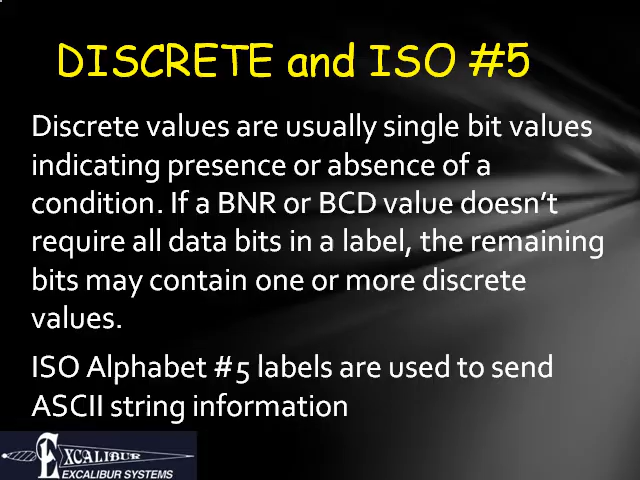 DISCRETE and ISO #5
Discrete values are usually single bit values
indicating presence or absence of a
condition. If a BNR or BCD value doesn't
require all data bits in a label, the remaining
bits may contain one or more discrete
values.
ISO Alphabet #5 labels are used to send
ASCII string information
EXCALIBUR
EXCALIBUR SYSTEMS